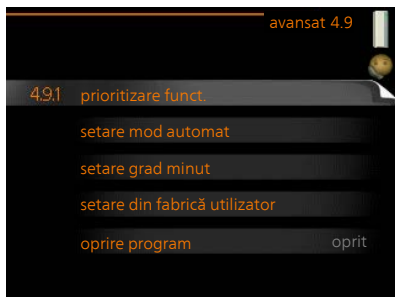 avansat 4.9
4.9.1 prioritizare funct.
setare mod automat
setare grad minut
setare din fabrică utilizator
oprire program oprit